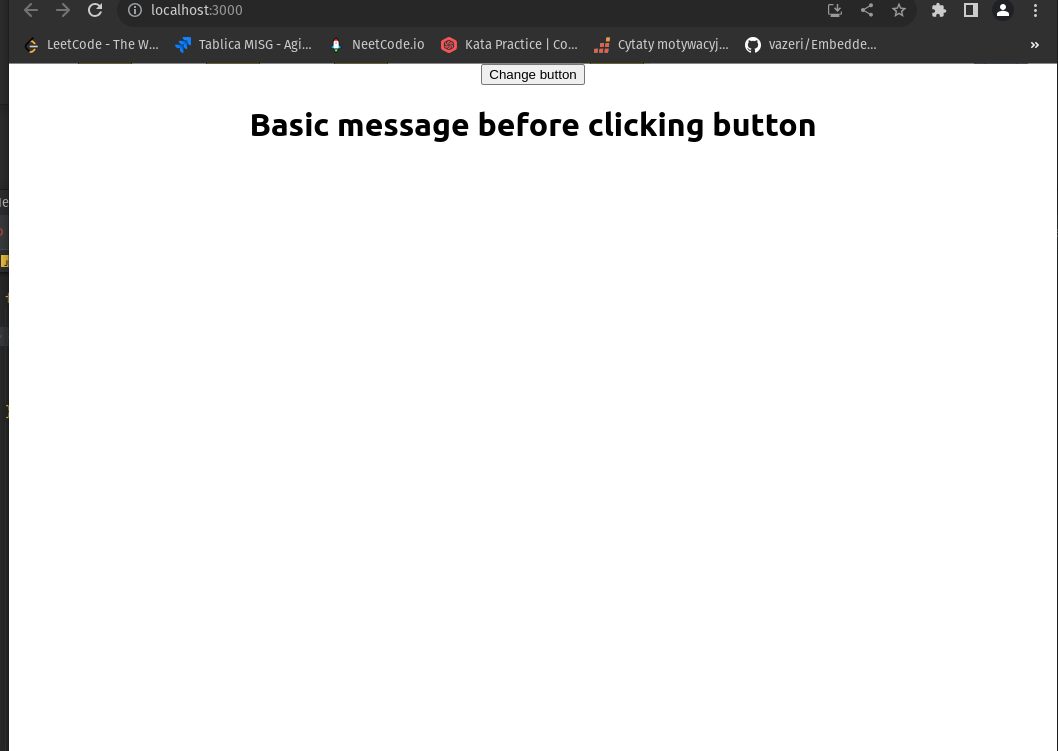 localhost:3000
LeetCode - The W...
Tablica MISG - Agi...
NeetCode.io
Kata Practice | Co...
Cytaty motywacyj...
vazeri/Embedde...
»
Change button
Basic message before clicking button